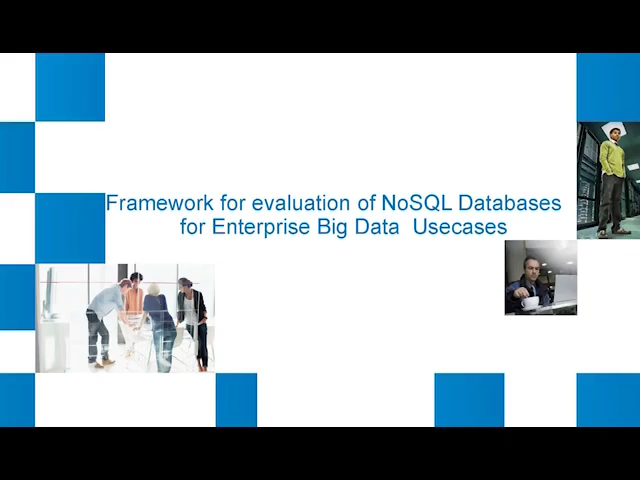 Framework for evaluation of NoSQL Databases
for Enterprise Big Data  Usecases